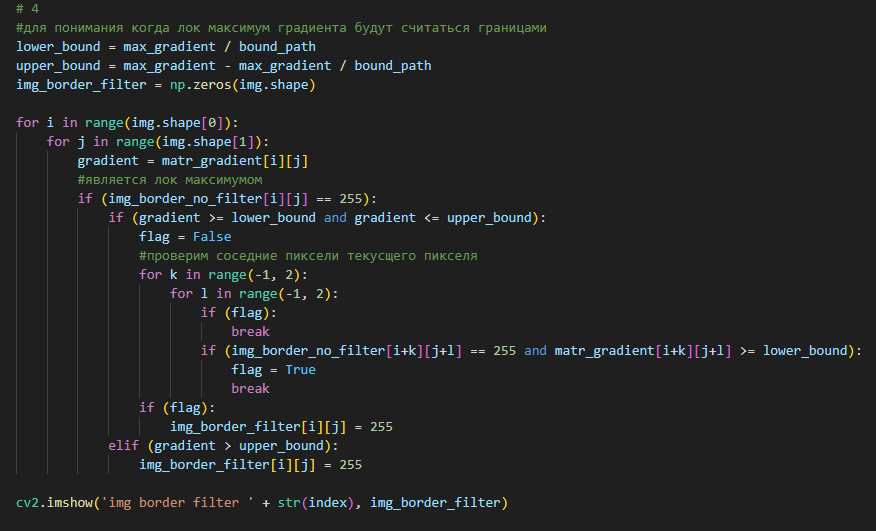 # 4
#для понимания когда лок максимум градиента будут считаться границами
lower_bound = max_gradient / bound_path
upper_bound = max_gradient - max_gradient / bound_path
img_border_filter = np.zeros(img.shape)

for i in range(img.shape[0]):
    for j in range(img.shape[1]):
        gradient = matr_gradient[i][j]
        #является лок максимумом
        if (img_border_no_filter[i][j] == 255):
            if (gradient >= lower_bound and gradient <= upper_bound):
                flag = False
                #проверим соседние пиксели текусщего пикселя
                for k in range(-1, 2):
                    for l in range(-1, 2):
                        if (flag):
                            break
                        if (img_border_no_filter[i+k][j+l] == 255 and matr_gradient[i+k][j+l] >= lower_bound):
                            flag = True
                            break
                if (flag):
                    img_border_filter[i][j] = 255
            elif (gradient > upper_bound):
                img_border_filter[i][j] = 255

cv2.imshow('img border filter ' + str(index), img_border_filter)